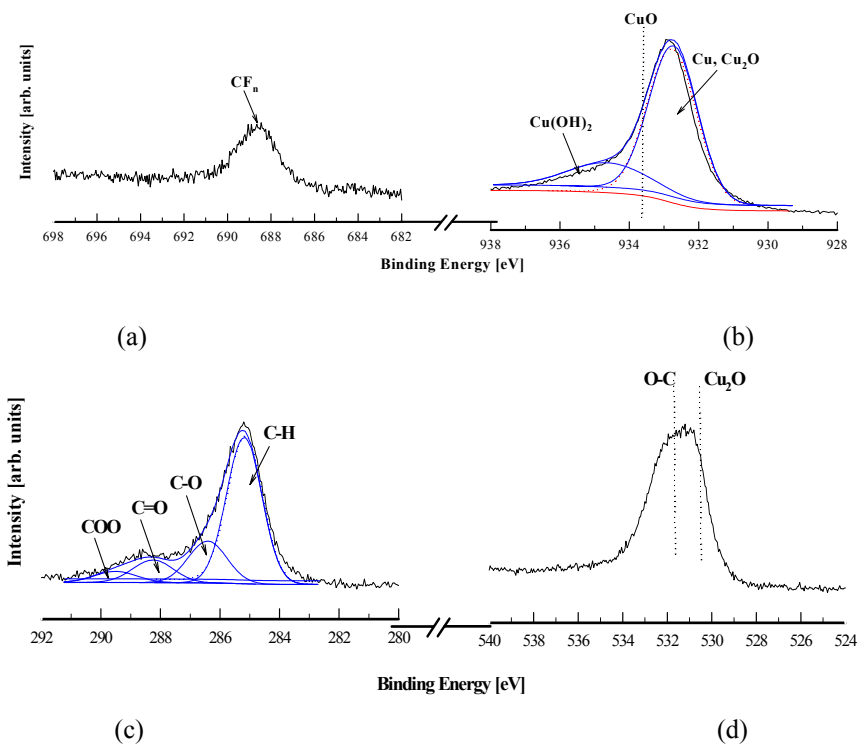 Intensity [arb. units]
CFₙ
698 696 694 692 690 688 686 684 682
CuO
Cu, Cu₂O
Cu(OH)₂
938 936 934 932 930 928
Binding Energy [eV]
(a)
(b)
Intensity [arb. units]
C-H
C-O
C=O
COO
292 290 288 286 284 282 280
O-C
Cu₂O
540 538 536 534 532 530 528 526 524
Binding Energy [eV]
(c)
(d)